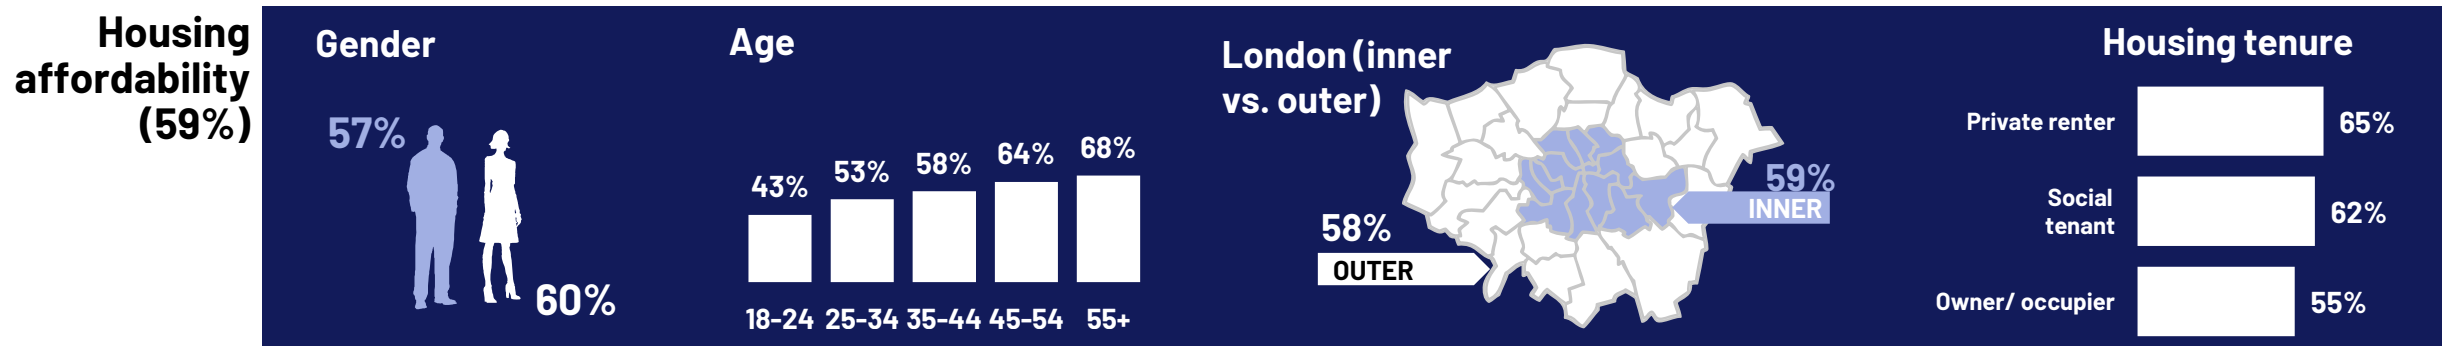 Housing
affordability
(59%)
Gender
57%
60%
Age
43%
53%
58%
64%
68%
18-24 25-34 35-44 45-54 55+
London (inner
vs. outer)
59%
INNER
58%
OUTER
Housing tenure
Private renter 65%
Social
tenant
62%
Owner/ occupier 55%